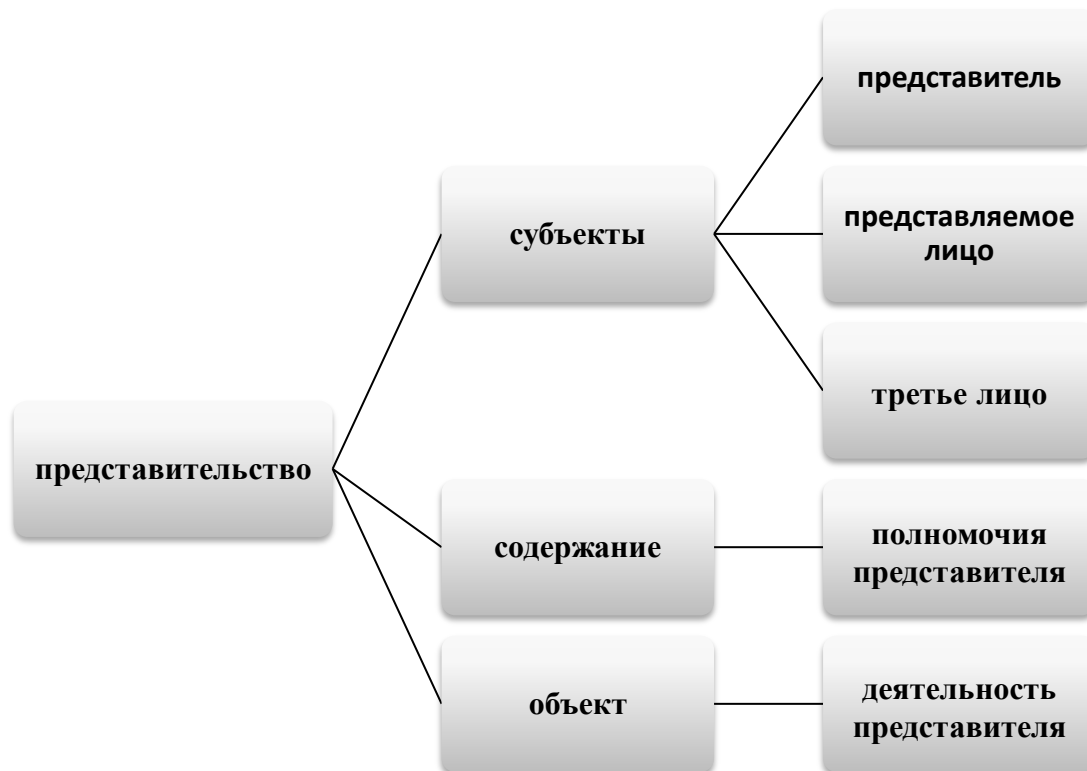 представитель
субъекты
представляемое
лицо
третье лицо
представительство
содержание
полномочия
представителя
объект
деятельность
представителя